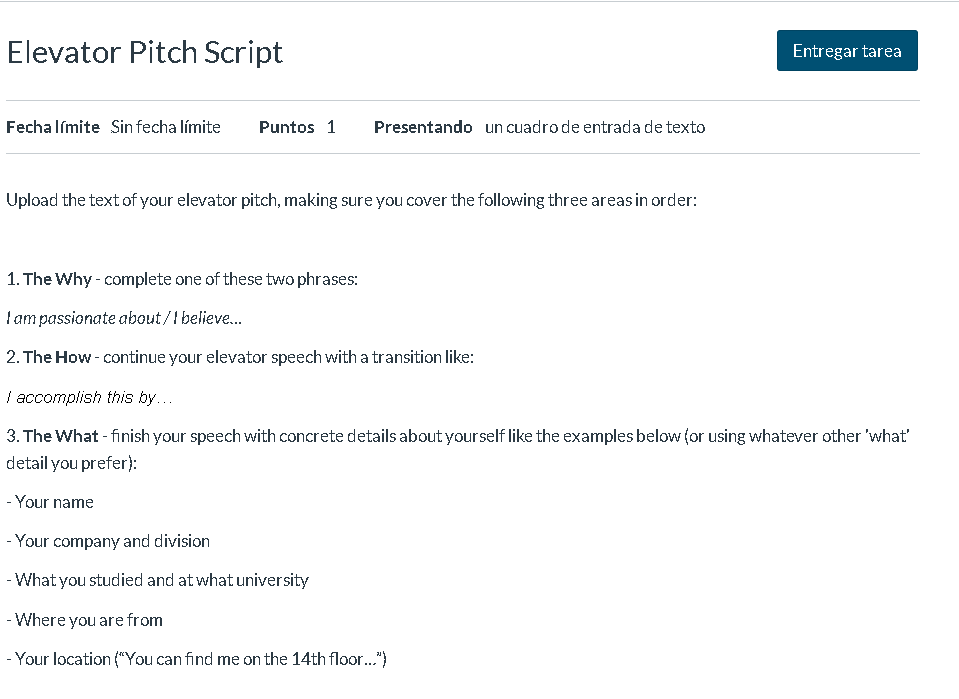 Elevator Pitch Script
Entregar tarea
Fecha límite Sin fecha límite Puntos 1 Presentando un cuadro de entrada de texto
Upload the text of your elevator pitch, making sure you cover the following three areas in order:
1. The Why - complete one of these two phrases:
I am passionate about / I believe...
2. The How - continue your elevator speech with a transition like:
I accomplish this by…
3. The What - finish your speech with concrete details about yourself like the examples below (or using whatever other 'what'
detail you prefer):
- Your name
- Your company and division
- What you studied and at what university
- Where you are from
- Your location (“You can find me on the 14th floor...”)